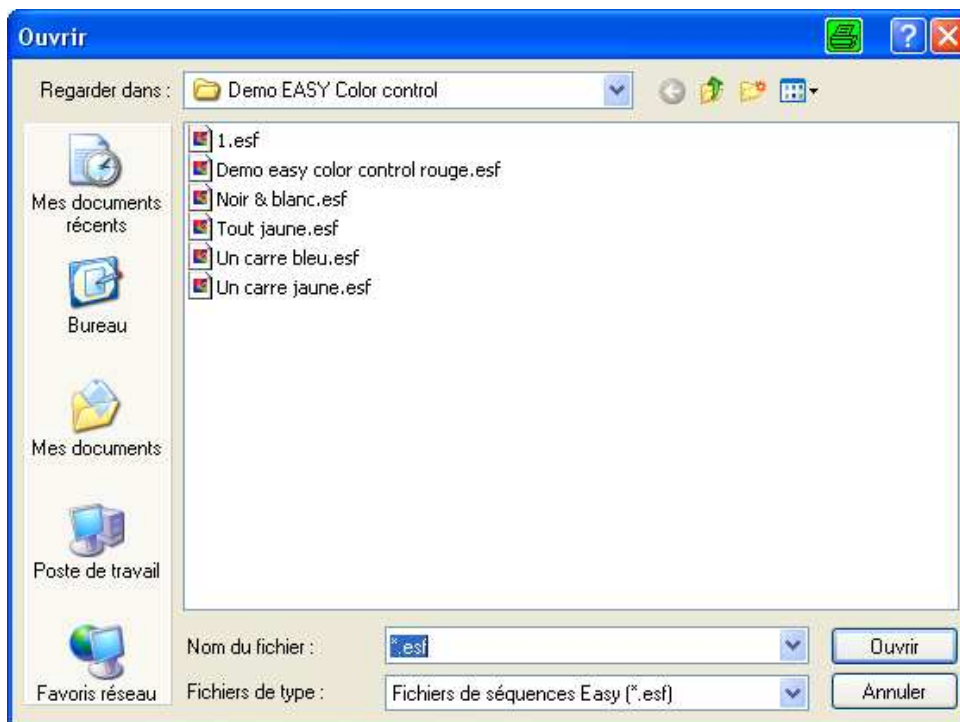 Ouvrir
?
Regarder dans :
Demo EASY Color control
Mes documents
récents
Bureau
Mes documents
Poste de travail
Favoris réseau
1.esf
Demo easy color control rouge.esf
Noir & blanc.esf
Tout jaune.esf
Un carre bleu.esf
Un carre jaune.esf
Nom du fichier :
*.esf
Ouvrir
Fichiers de type :
Fichiers de séquences Easy (*.esf)
Annuler